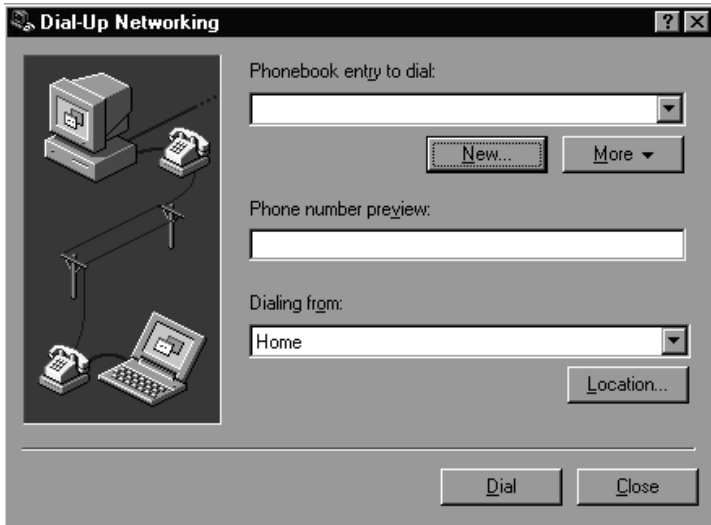 Dial-Up Networking
Phonebook entry to dial:
New... More
Phone number preview:
Dialing from:
Home
Location...
Dial Close